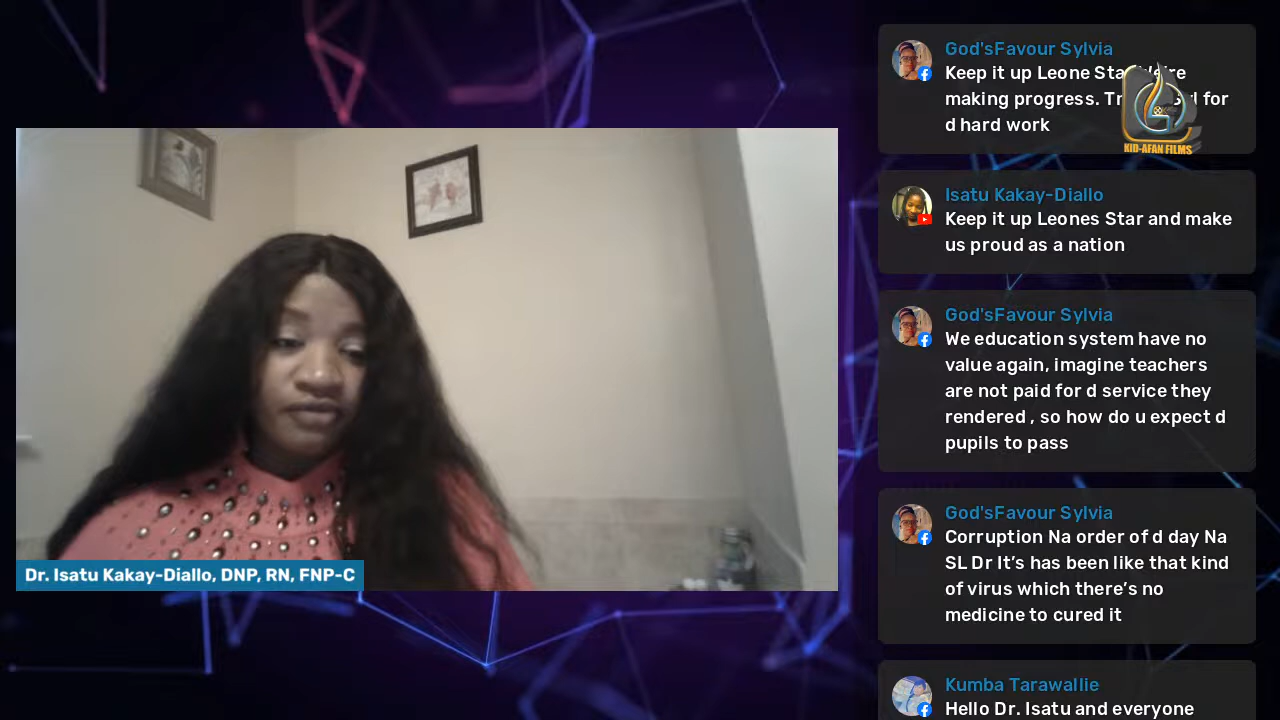 God'sFavour Sylvia
Keep it up Leone Star
making progress. for
d hard work
KID-AFAN FILMS
Isatu Kakay-Diallo
Keep it up Leones Star and make
us proud as a nation
God'sFavour Sylvia
We education system have no
value again, imagine teachers
are not paid for d service they
rendered , so how do u expect d
pupils to pass
God'sFavour Sylvia
Corruption Na order of d day Na
SL Dr It’s has been like that kind
of virus which there’s no
medicine to cured it
Kumba Tarawallie
Hello Dr. Isatu and everyone
Dr. Isatu Kakay-Diallo, DNP, RN, FNP-C